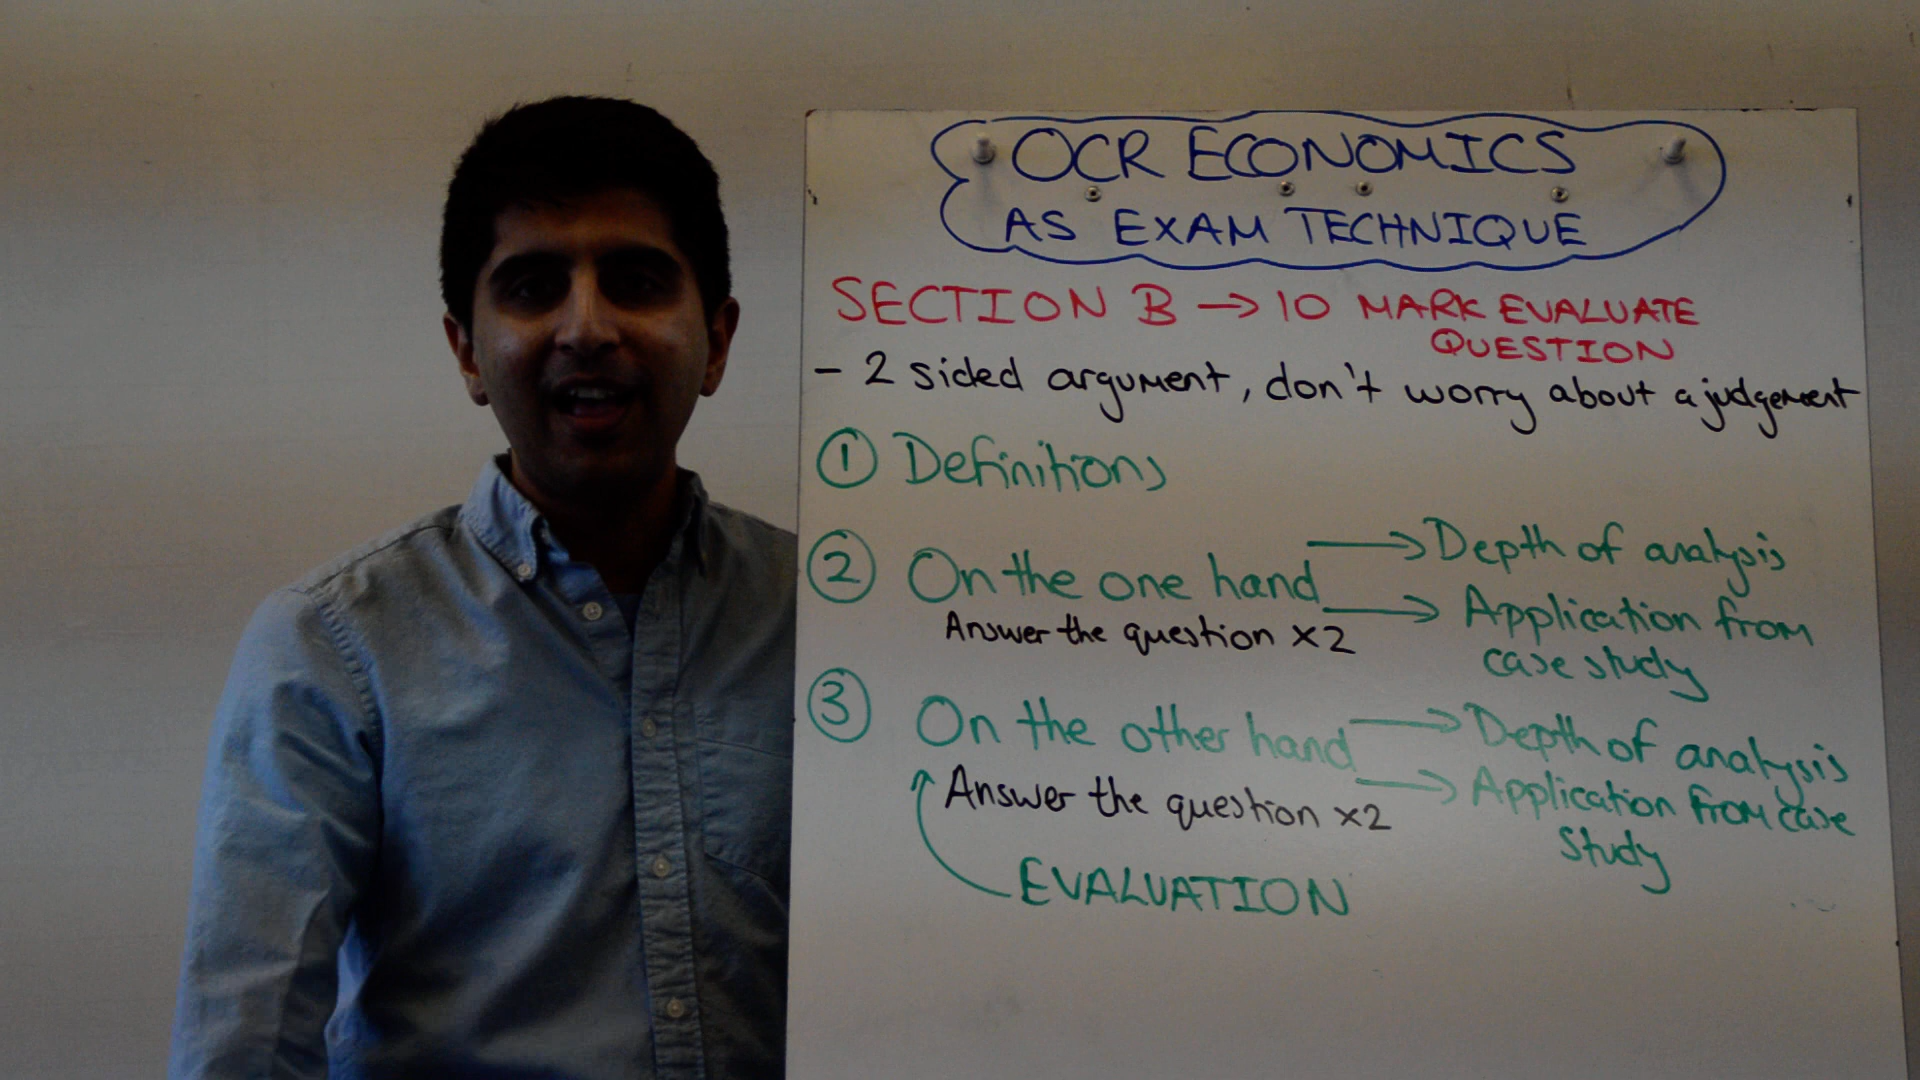 OCR ECONOMICS
AS EXAM TECHNIQUE
SECTION B → 10 MARK EVALUATE
QUESTION
- 2 sided argument, don't worry about a judgement
① Definitions
② On the one hand → Depth of analysis
→ Application from
case study
Answer the question x2
③ On the other hand → Depth of analysis
→ Application from case
study
Answer the question x2
EVALUATION